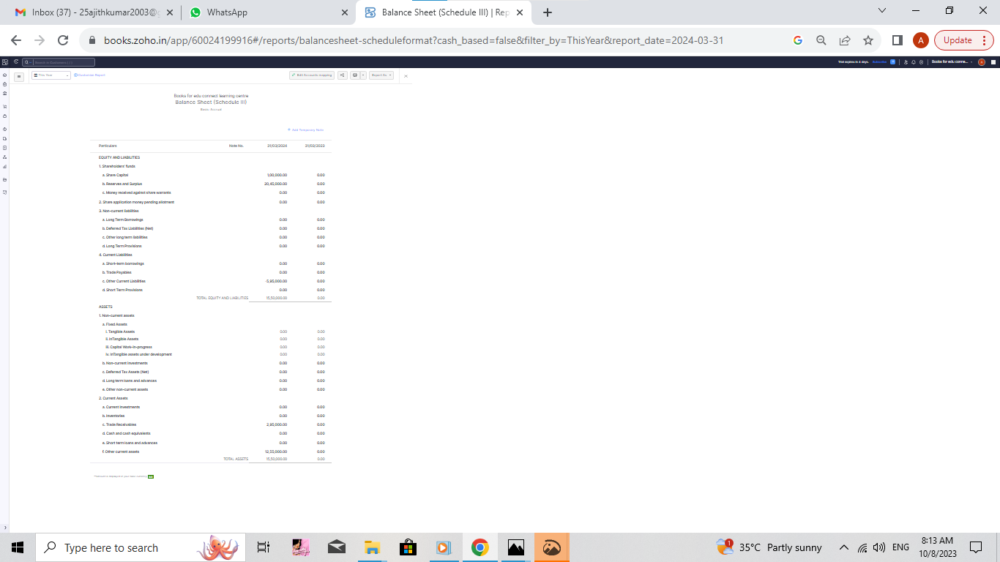 Inbox (37) - 25ajithkumar2003@g
WhatsApp
Balance Sheet (Schedule III) | Rep
books.zoho.in/app/60024199916#/reports/balancesheet-scheduleformat?cash_based=false&filter_by=ThisYear&report_date=2024-03-31
A
Update
Trial expires in 4 days.
Subscribe
Books for edu conne...
This Year
Customize Report
Edit Accounts mapping
Export As
Books for edu connect learning centre
Balance Sheet (Schedule III)
Basis: Accrual
Add Temporary Note
Particulars Note No. 31/03/2024 31/03/2023
EQUITY AND LIABILITIES
1. Shareholders' funds
a. Share Capital 1,00,000.00 0.00
b. Reserves and Surplus 20,45,000.00 0.00
c. Money received against share warrants 0.00 0.00
2. Share application money pending allotment 0.00 0.00
3. Non-current liabilities
a. Long Term Borrowings 0.00 0.00
b. Deferred Tax Liabilities (Net) 0.00 0.00
c. Other long term liabilities 0.00 0.00
d. Long Term Provisions 0.00 0.00
4. Current Liabilities
a. Short-term borrowings 0.00 0.00
b. Trade Payables 0.00 0.00
c. Other Current Liabilities -5,95,000.00 0.00
d. Short Term Provisions 0.00 0.00
TOTAL EQUITY AND LIABILITIES 15,50,000.00 0.00
ASSETS
1. Non-current assets
a. Fixed Assets
i. Tangible Assets 0.00 0.00
ii. InTangible Assets 0.00 0.00
iii. Capital Work-in-progress 0.00 0.00
iv. InTangible assets under development 0.00 0.00
b. Non-current investments 0.00 0.00
c. Deferred Tax Assets (Net) 0.00 0.00
d. Long term loans and advances 0.00 0.00
e. Other non-current assets 0.00 0.00
2. Current Assets
a. Current investments 0.00 0.00
b. Inventories 0.00 0.00
c. Trade Receivables 2,95,000.00 0.00
d. Cash and cash equivalents 0.00 0.00
e. Short term loans and advances 0.00 0.00
f. Other current assets 12,55,000.00 0.00
TOTAL ASSETS 15,50,000.00 0.00
**Amount is displayed in your base currency
Type here to search
1
35°C Partly sunny
ENG
8:13 AM
10/8/2023